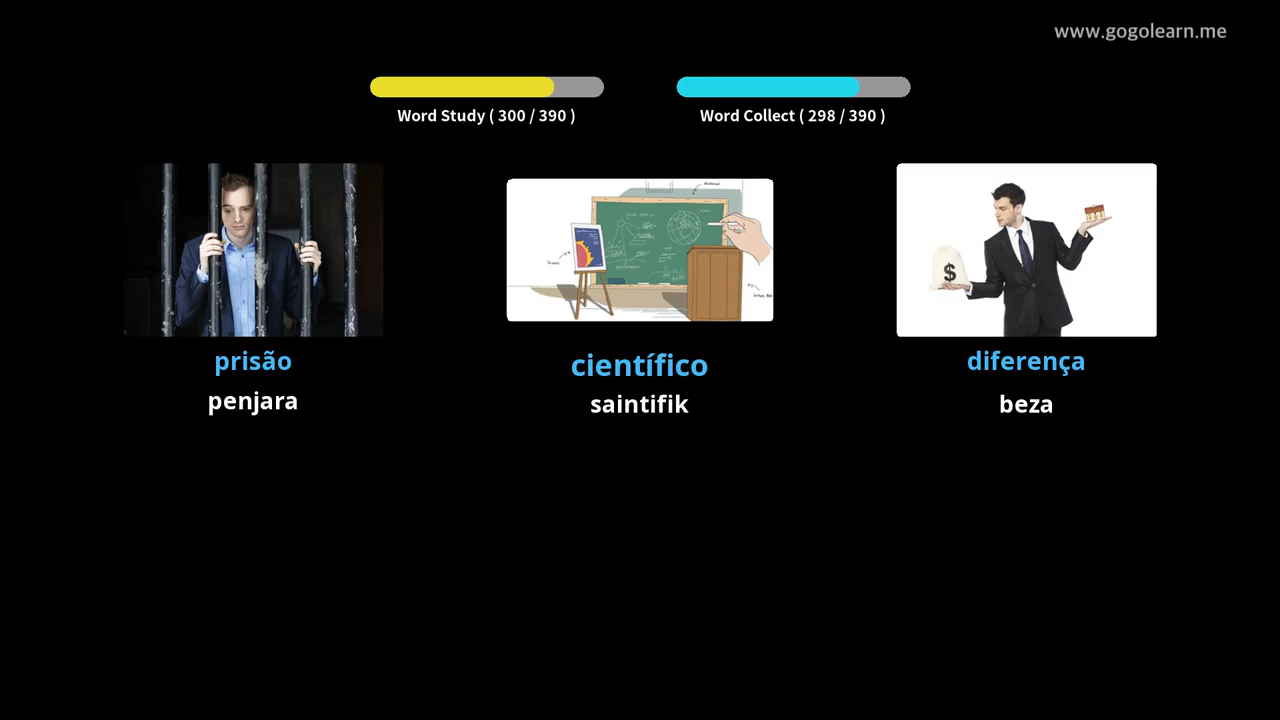 www.gogolearn.me
Word Study ( 300 / 390 )
Word Collect ( 298 / 390 )
$
prisão
científico
diferença
penjara
saintifik
beza